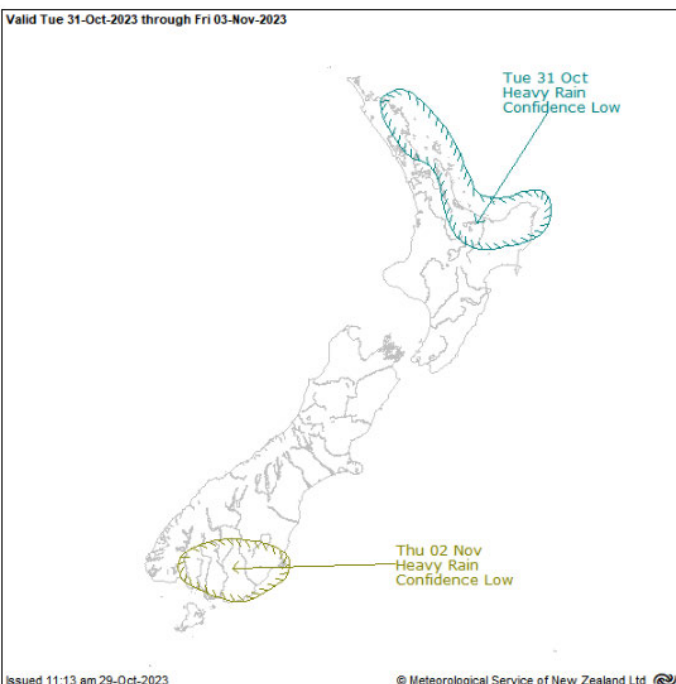 Valid Tue 31-Oct-2023 through Fri 03-Nov-2023
Tue 31 Oct
Heavy Rain
Confidence Low
Thu 02 Nov
Heavy Rain
Confidence Low
Issued 11:13 am 29-Oct-2023
© Meteorological Service of New Zealand Ltd